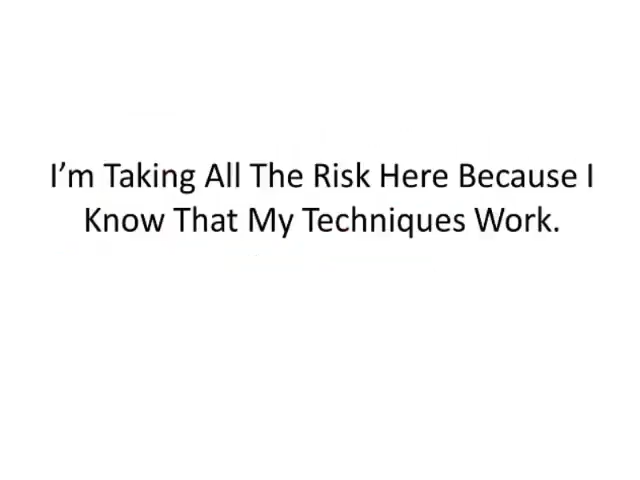 I’m Taking All The Risk Here Because I
Know That My Techniques Work.